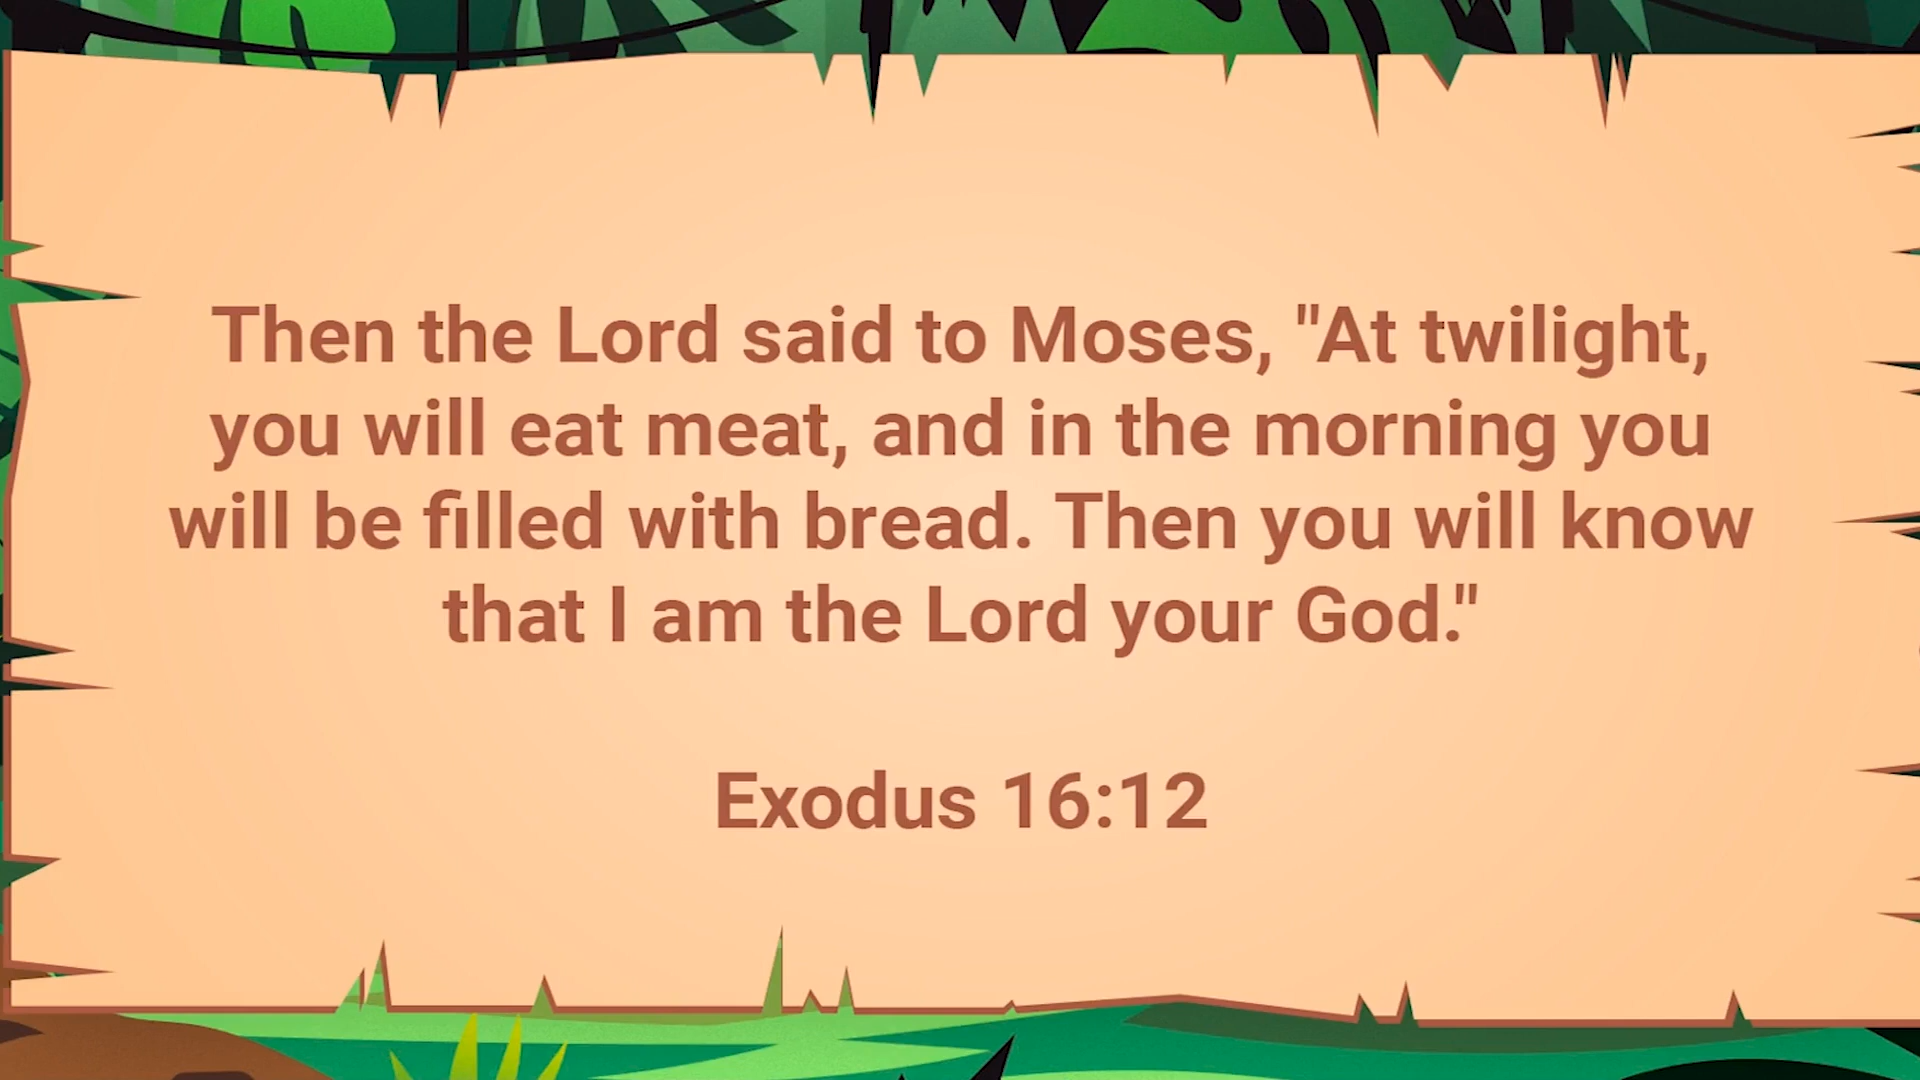 Then the Lord said to Moses, "At twilight,
you will eat meat, and in the morning you
will be filled with bread. Then you will know
that I am the Lord your God."
Exodus 16:12